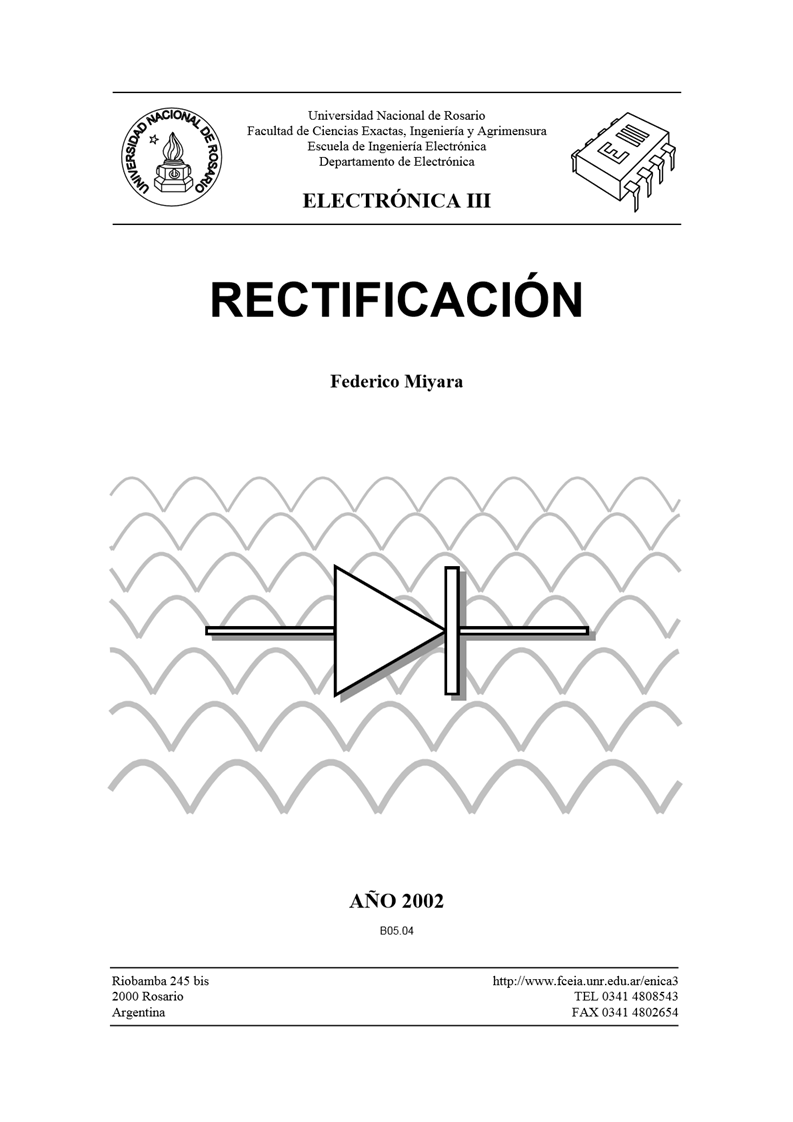 UNIVERSIDAD NACIONAL DE ROSARIO
Universidad Nacional de Rosario
Facultad de Ciencias Exactas, Ingeniería y Agrimensura
Escuela de Ingeniería Electrónica
Departamento de Electrónica
ELECTRÓNICA III
E III
RECTIFICACIÓN
Federico Miyara
AÑO 2002
B05.04
Riobamba 245 bis
2000 Rosario
Argentina
http://www.fceia.unr.edu.ar/enica3
TEL 0341 4808543
FAX 0341 4802654